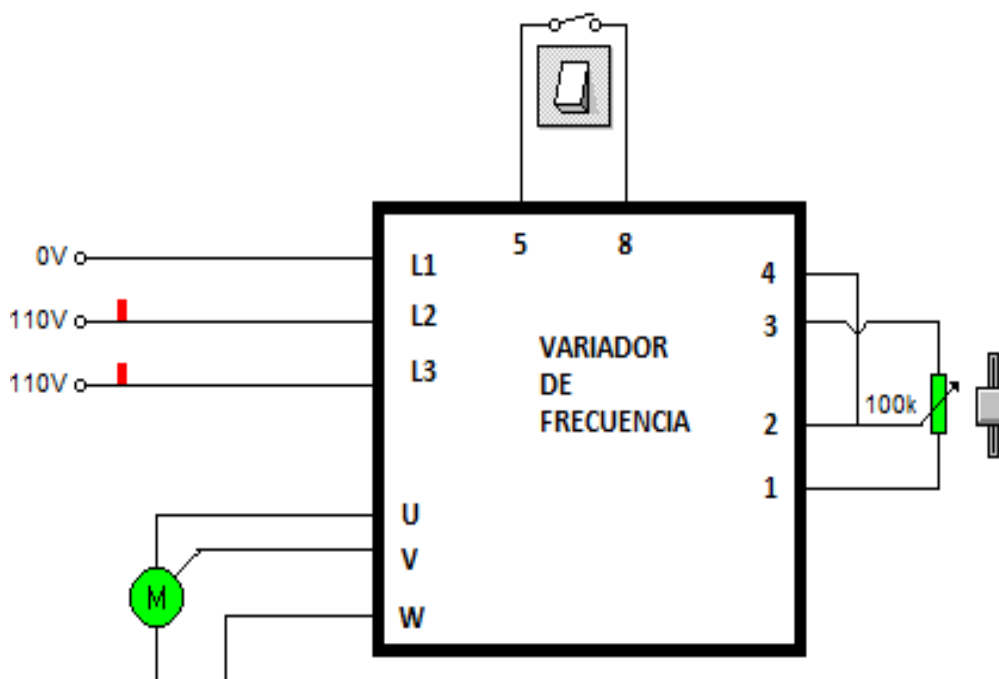 5 8
0V L1
110V L2
110V L3
4
3
VARIADOR
DE
FRECUENCIA
100k
2
1
U
V
W
M